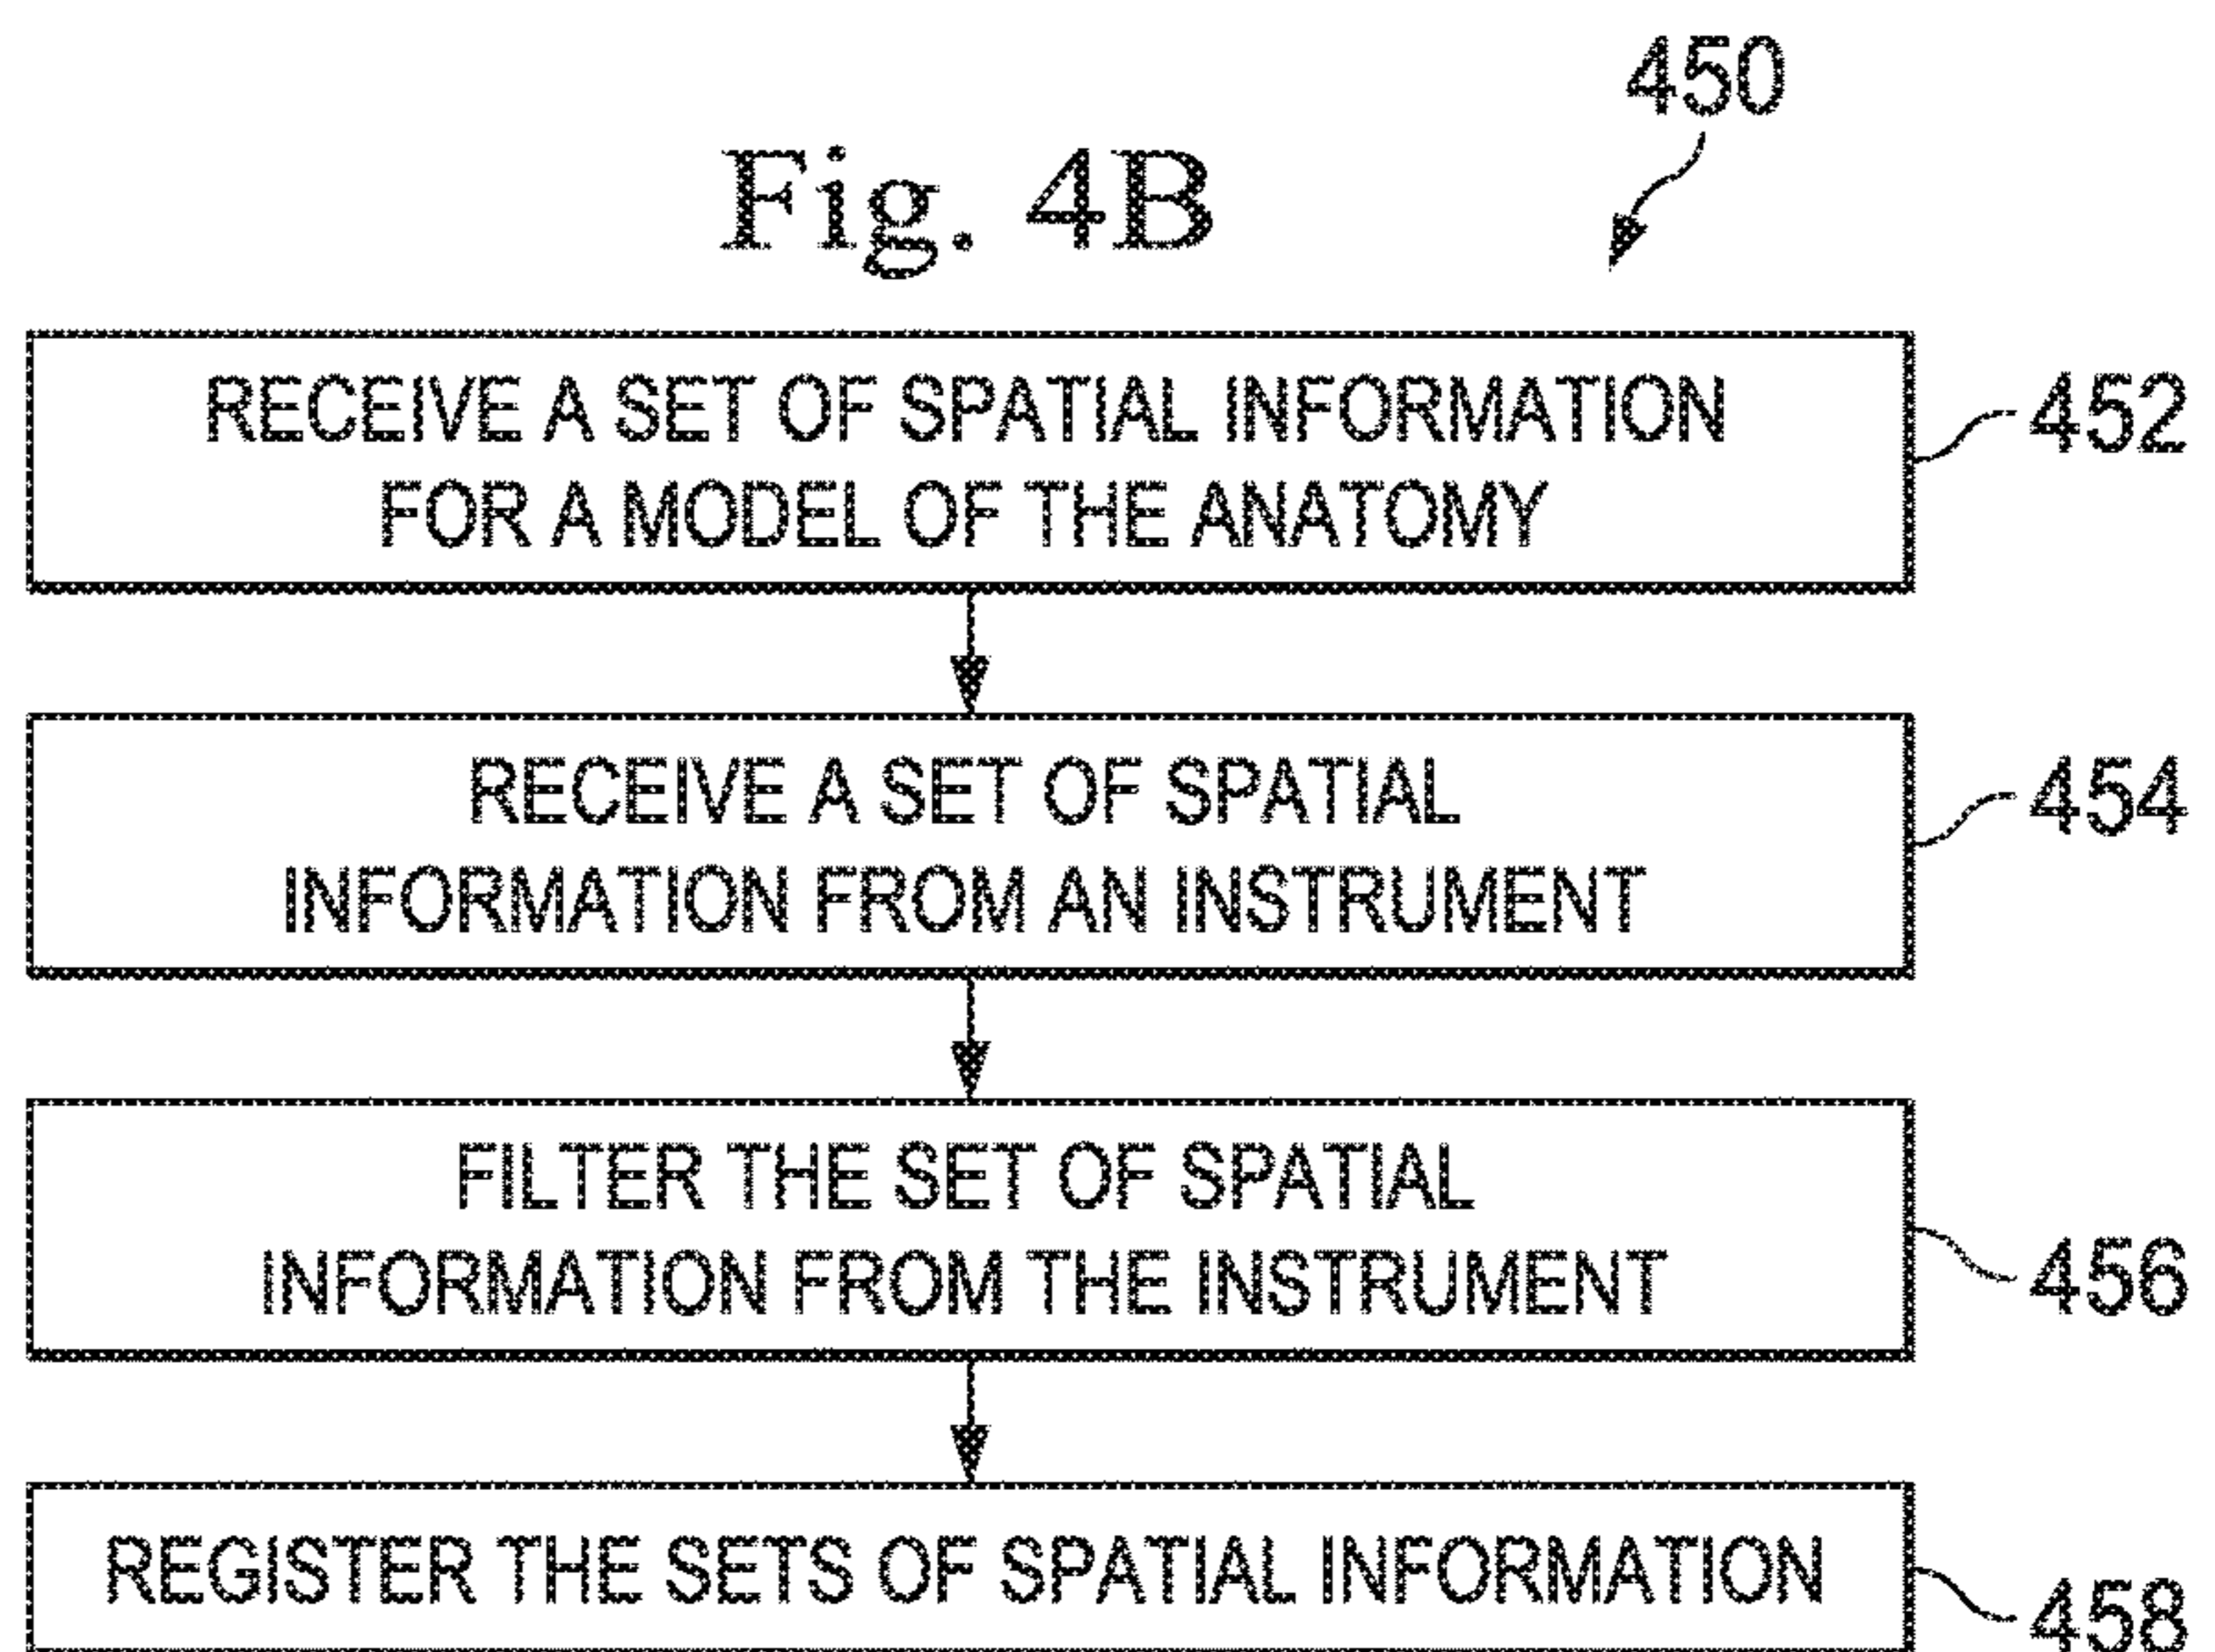 450
Fig. 4B
RECEIVE A SET OF SPATIAL INFORMATION
FOR A MODEL OF THE ANATOMY
452
RECEIVE A SET OF SPATIAL
INFORMATION FROM AN INSTRUMENT
454
FILTER THE SET OF SPATIAL
INFORMATION FROM THE INSTRUMENT
456
REGISTER THE SETS OF SPATIAL INFORMATION
458